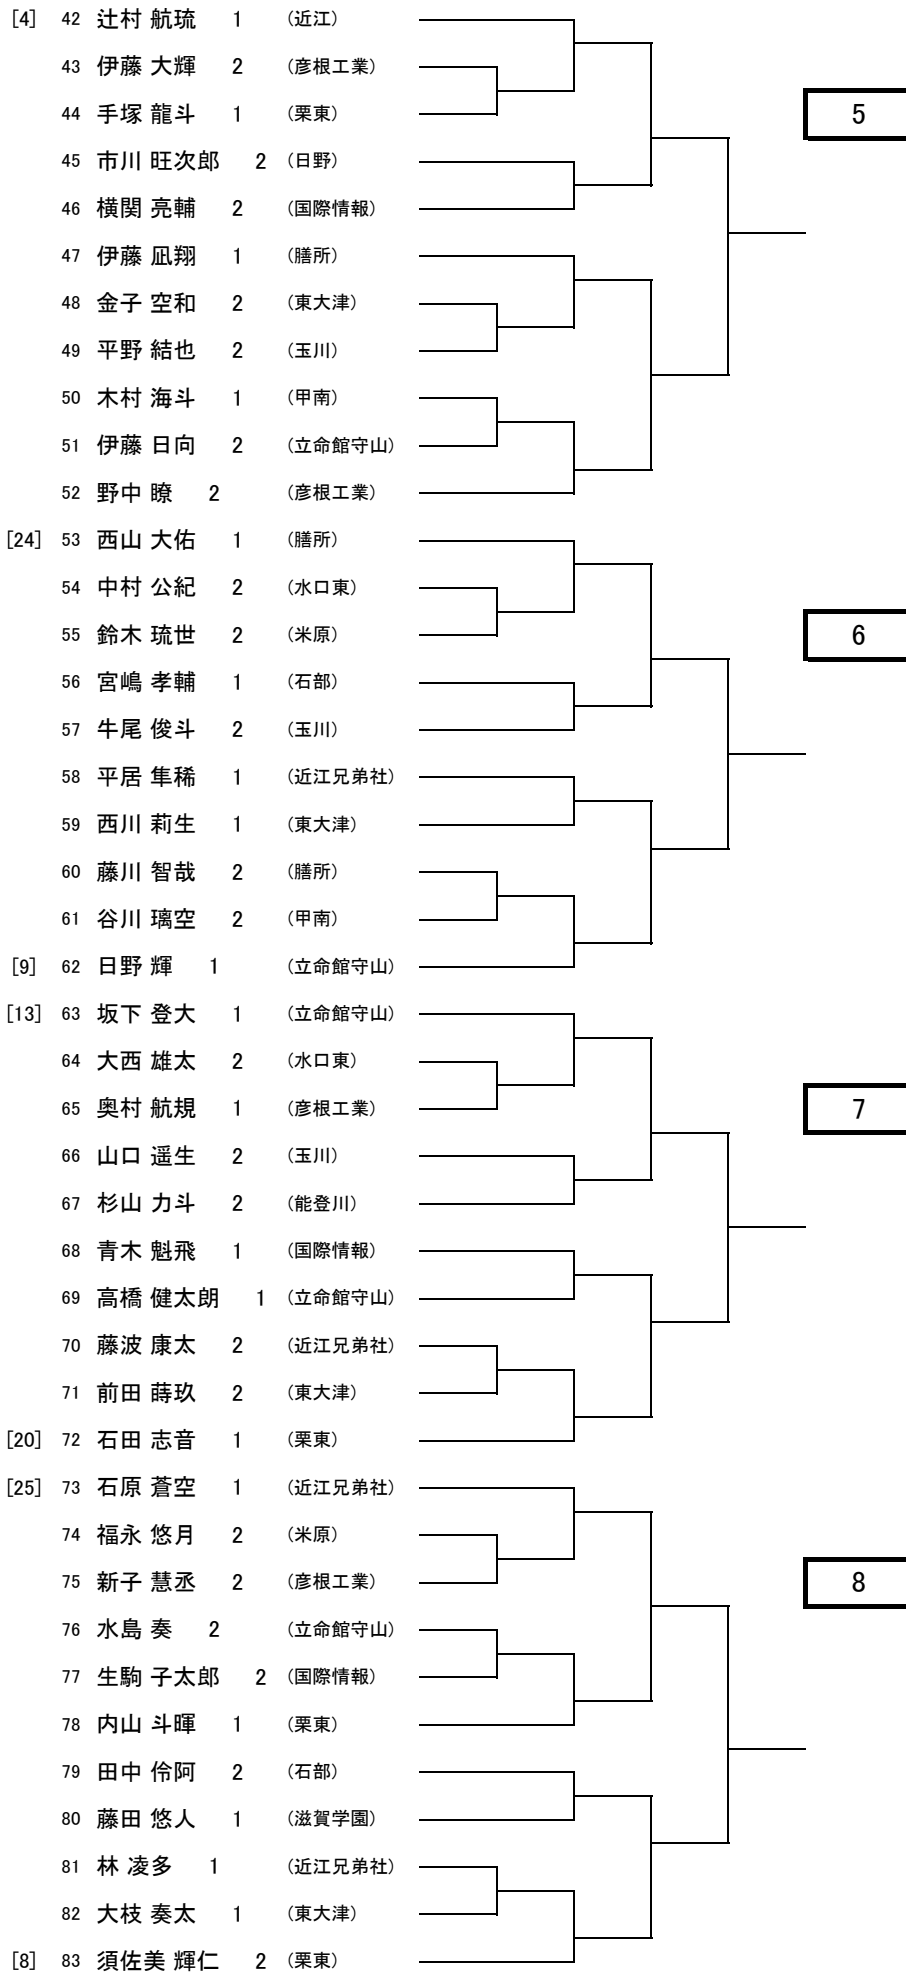 [4] 42 辻村 航琉 1 (近江)
43 伊藤 大輝 2 (彦根工業)
44 手塚 龍斗 1 (栗東)
5
45 市川 旺次郎 2 (日野)
46 横関 亮輔 2 (国際情報)
47 伊藤 凪翔 1 (膳所)
48 金子 空和 2 (東大津)
49 平野 結也 2 (玉川)
50 木村 海斗 1 (甲南)
51 伊藤 日向 2 (立命館守山)
52 野中 瞭 2 (彦根工業)
[24] 53 西山 大佑 1 (膳所)
54 中村 公紀 2 (水口東)
55 鈴木 琉世 2 (米原)
6
56 宮嶋 孝輔 1 (石部)
57 牛尾 俊斗 2 (玉川)
58 平居 隼稀 1 (近江兄弟社)
59 西川 莉生 1 (東大津)
60 藤川 智哉 2 (膳所)
61 谷川 璃空 2 (甲南)
[9] 62 日野 輝 1 (立命館守山)
[13] 63 坂下 登大 1 (立命館守山)
64 大西 雄太 2 (水口東)
65 奥村 航規 1 (彦根工業)
7
66 山口 遥生 2 (玉川)
67 杉山 力斗 2 (能登川)
68 青木 魁飛 1 (国際情報)
69 高橋 健太朗 1 (立命館守山)
70 藤波 康太 2 (近江兄弟社)
71 前田 蒔玖 2 (東大津)
[20] 72 石田 志音 1 (栗東)
[25] 73 石原 蒼空 1 (近江兄弟社)
74 福永 悠月 2 (米原)
75 新子 慧丞 2 (彦根工業)
8
76 水島 奏 2 (立命館守山)
77 生駒 子太郎 2 (国際情報)
78 内山 斗暉 1 (栗東)
79 田中 伶阿 2 (石部)
80 藤田 悠人 1 (滋賀学園)
81 林 凌多 1 (近江兄弟社)
82 大枝 奏太 1 (東大津)
[8] 83 須佐美 輝仁 2 (栗東)